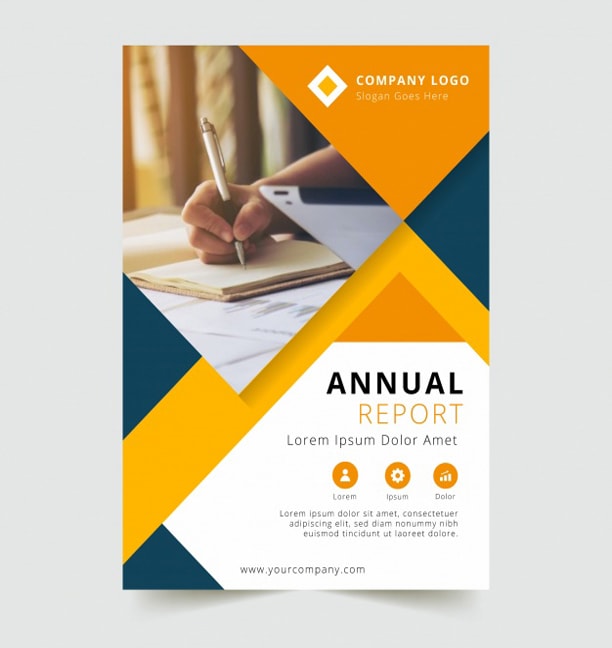 COMPANY LOGO
Slogan Goes Here
ANNUAL
REPORT
Lorem Ipsum Dolor Amet
Lorem Ipsum Dolor
Lorem ipsum dolor sit amet, consectetuer
adipiscing elit, sed diam nonummy nibh
euismod tincidunt ut laoreet dolore.
www.yourcompany.com